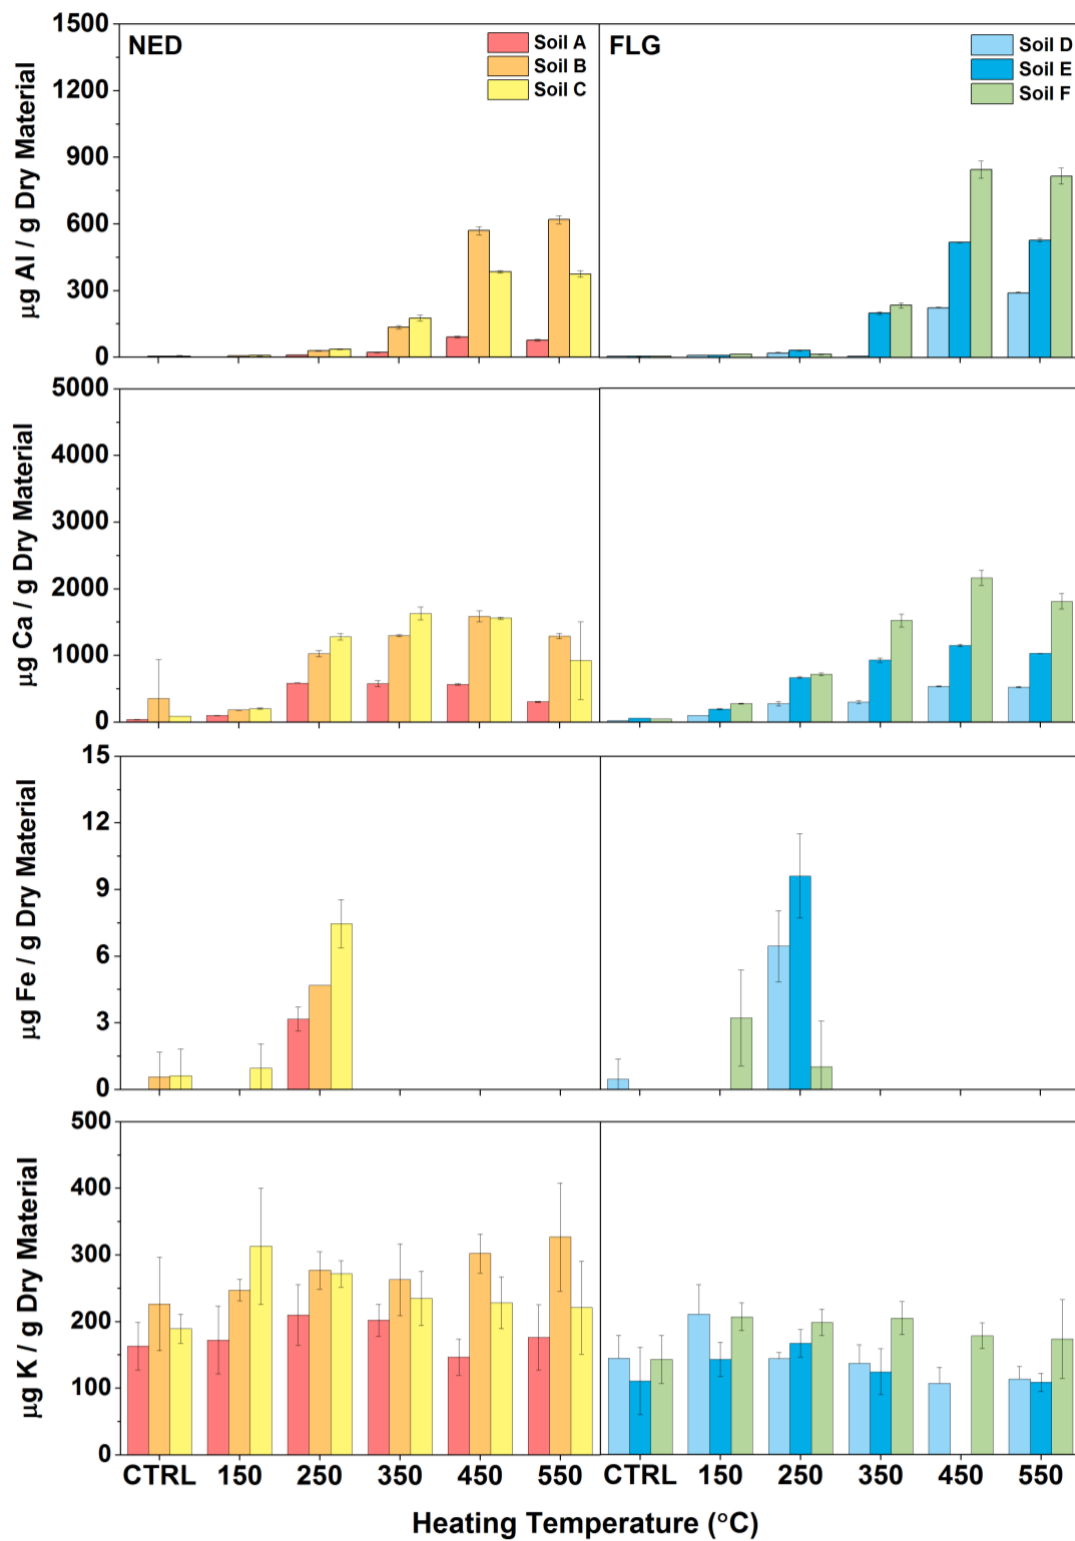 NED
Soil A
Soil B
Soil C
FLG
Soil D
Soil E
Soil F
µg Al / g Dry Material
1500
1200
900
600
300
0
µg Ca / g Dry Material
5000
4000
3000
2000
1000
0
µg Fe / g Dry Material
15
12
9
6
3
0
µg K / g Dry Material
500
400
300
200
100
0
CTRL 150 250 350 450 550 CTRL 150 250 350 450 550
Heating Temperature (°C)